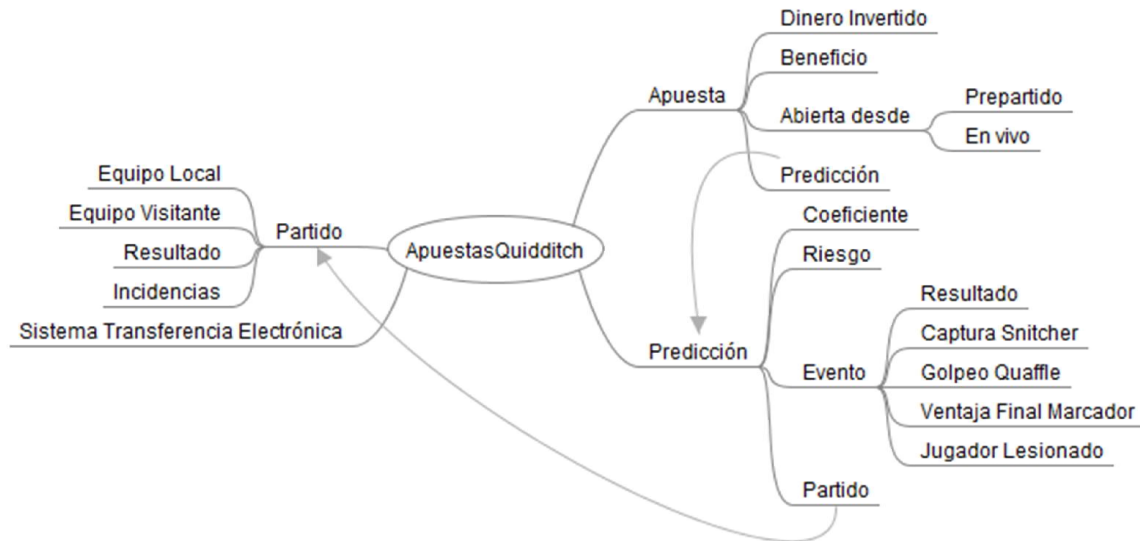 Dinero Invertido
Beneficio
Apuesta
Abierta desde
Prepartido
En vivo
Predicción
Equipo Local
Equipo Visitante
Partido
Resultado
Incidencias
Sistema Transferencia Electrónica
ApuestasQuidditch
Coeficiente
Riesgo
Predicción
Evento
Resultado
Captura Snitcher
Golpeo Quaffle
Ventaja Final Marcador
Jugador Lesionado
Partido